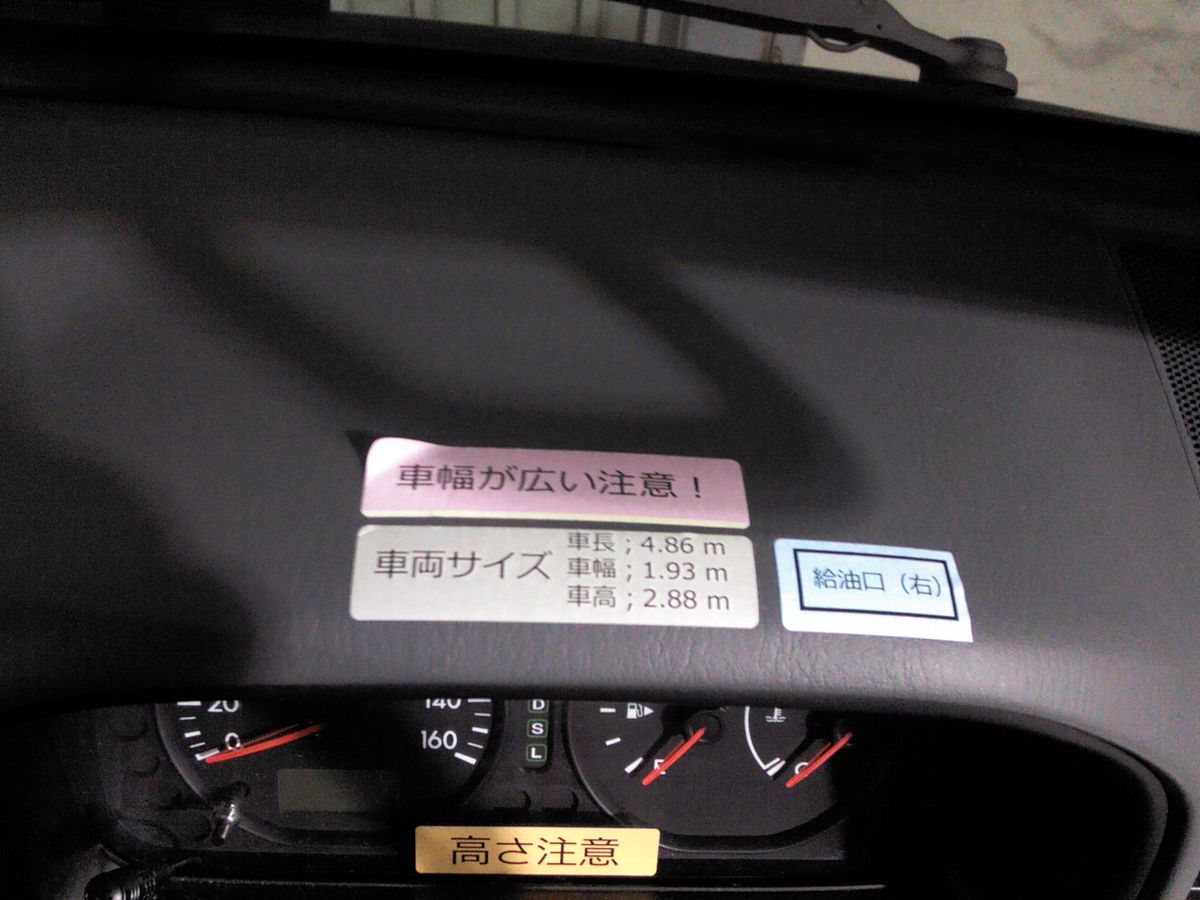 車幅が広い注意！
車両サイズ
車長；4.86 m
車幅；1.93 m
車高；2.88 m
給油口（右）
20
0
140
160
D
S
L
E
C
高さ注意